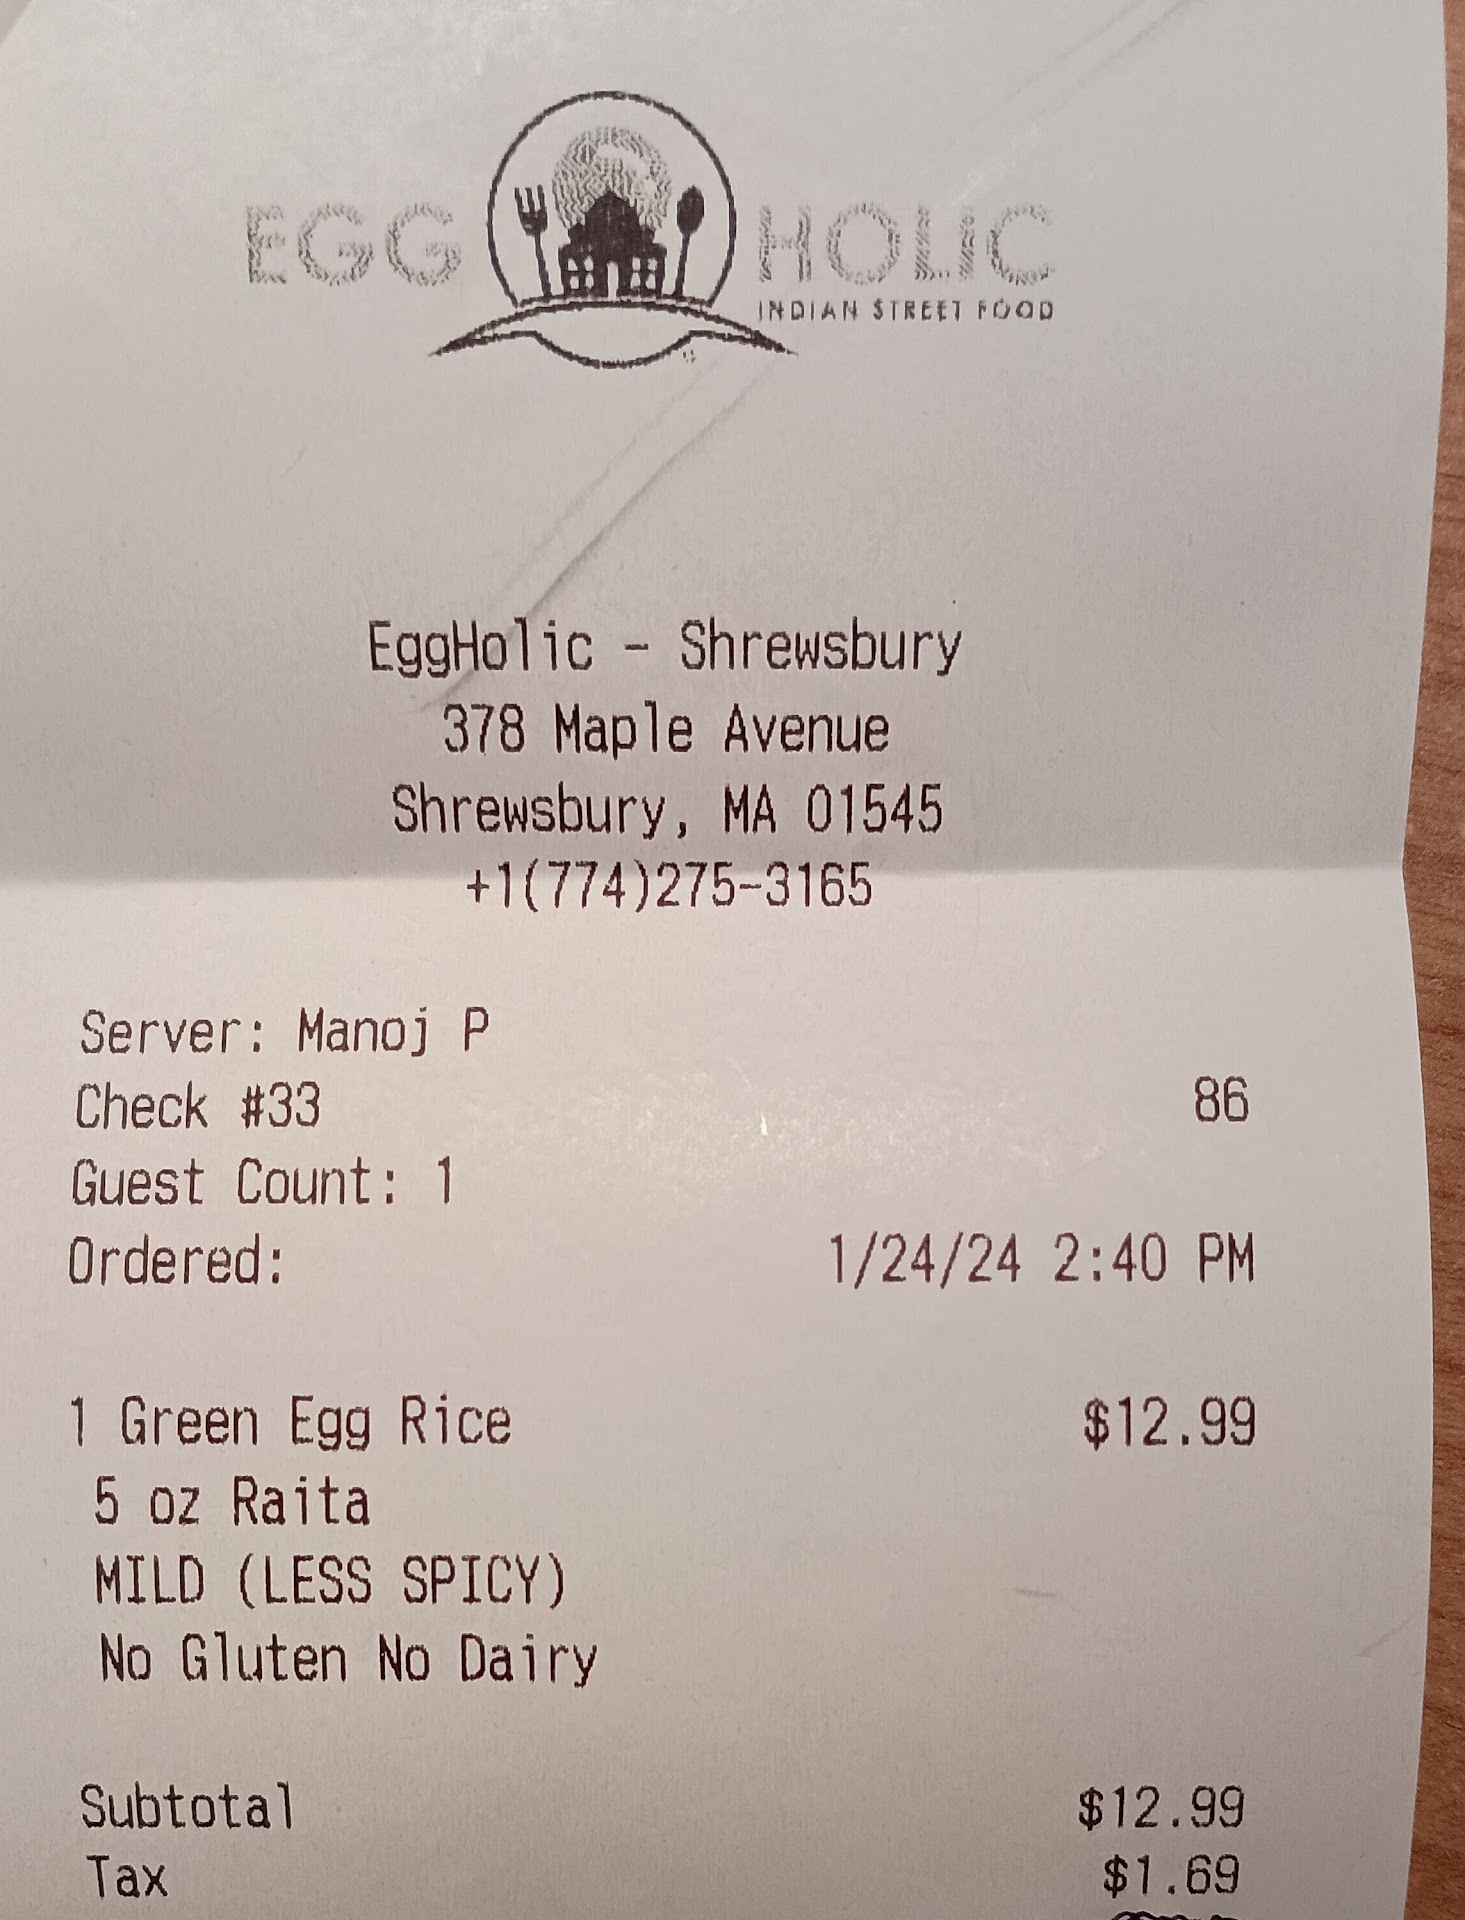 EGG HOLIC
INDIAN STREET FOOD
EggHolic - Shrewsbury
378 Maple Avenue
Shrewsbury, MA 01545
+1(774)275-3165
Server: Manoj P
Check #33 86
Guest Count: 1
Ordered: 1/24/24 2:40 PM
1 Green Egg Rice $12.99
5 oz Raita
MILD (LESS SPICY)
No Gluten No Dairy
Subtotal $12.99
Tax $1.69